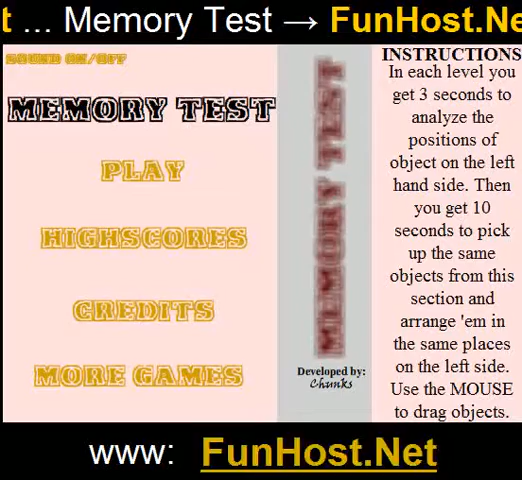 t ... Memory Test → FunHost.Ne
SOUND ON/OFF
MEMORY TEST
PLAY
HIGHSCORES
CREDITS
MORE GAMES
MEMORY TEST
Developed by:
Chunks
INSTRUCTIONS
In each level you
get 3 seconds to
analyze the
positions of
object on the left
hand side. Then
you get 10
seconds to pick
up the same
objects from this
section and
arrange 'em in
the same places
on the left side.
Use the MOUSE
to drag objects.
www: FunHost.Net